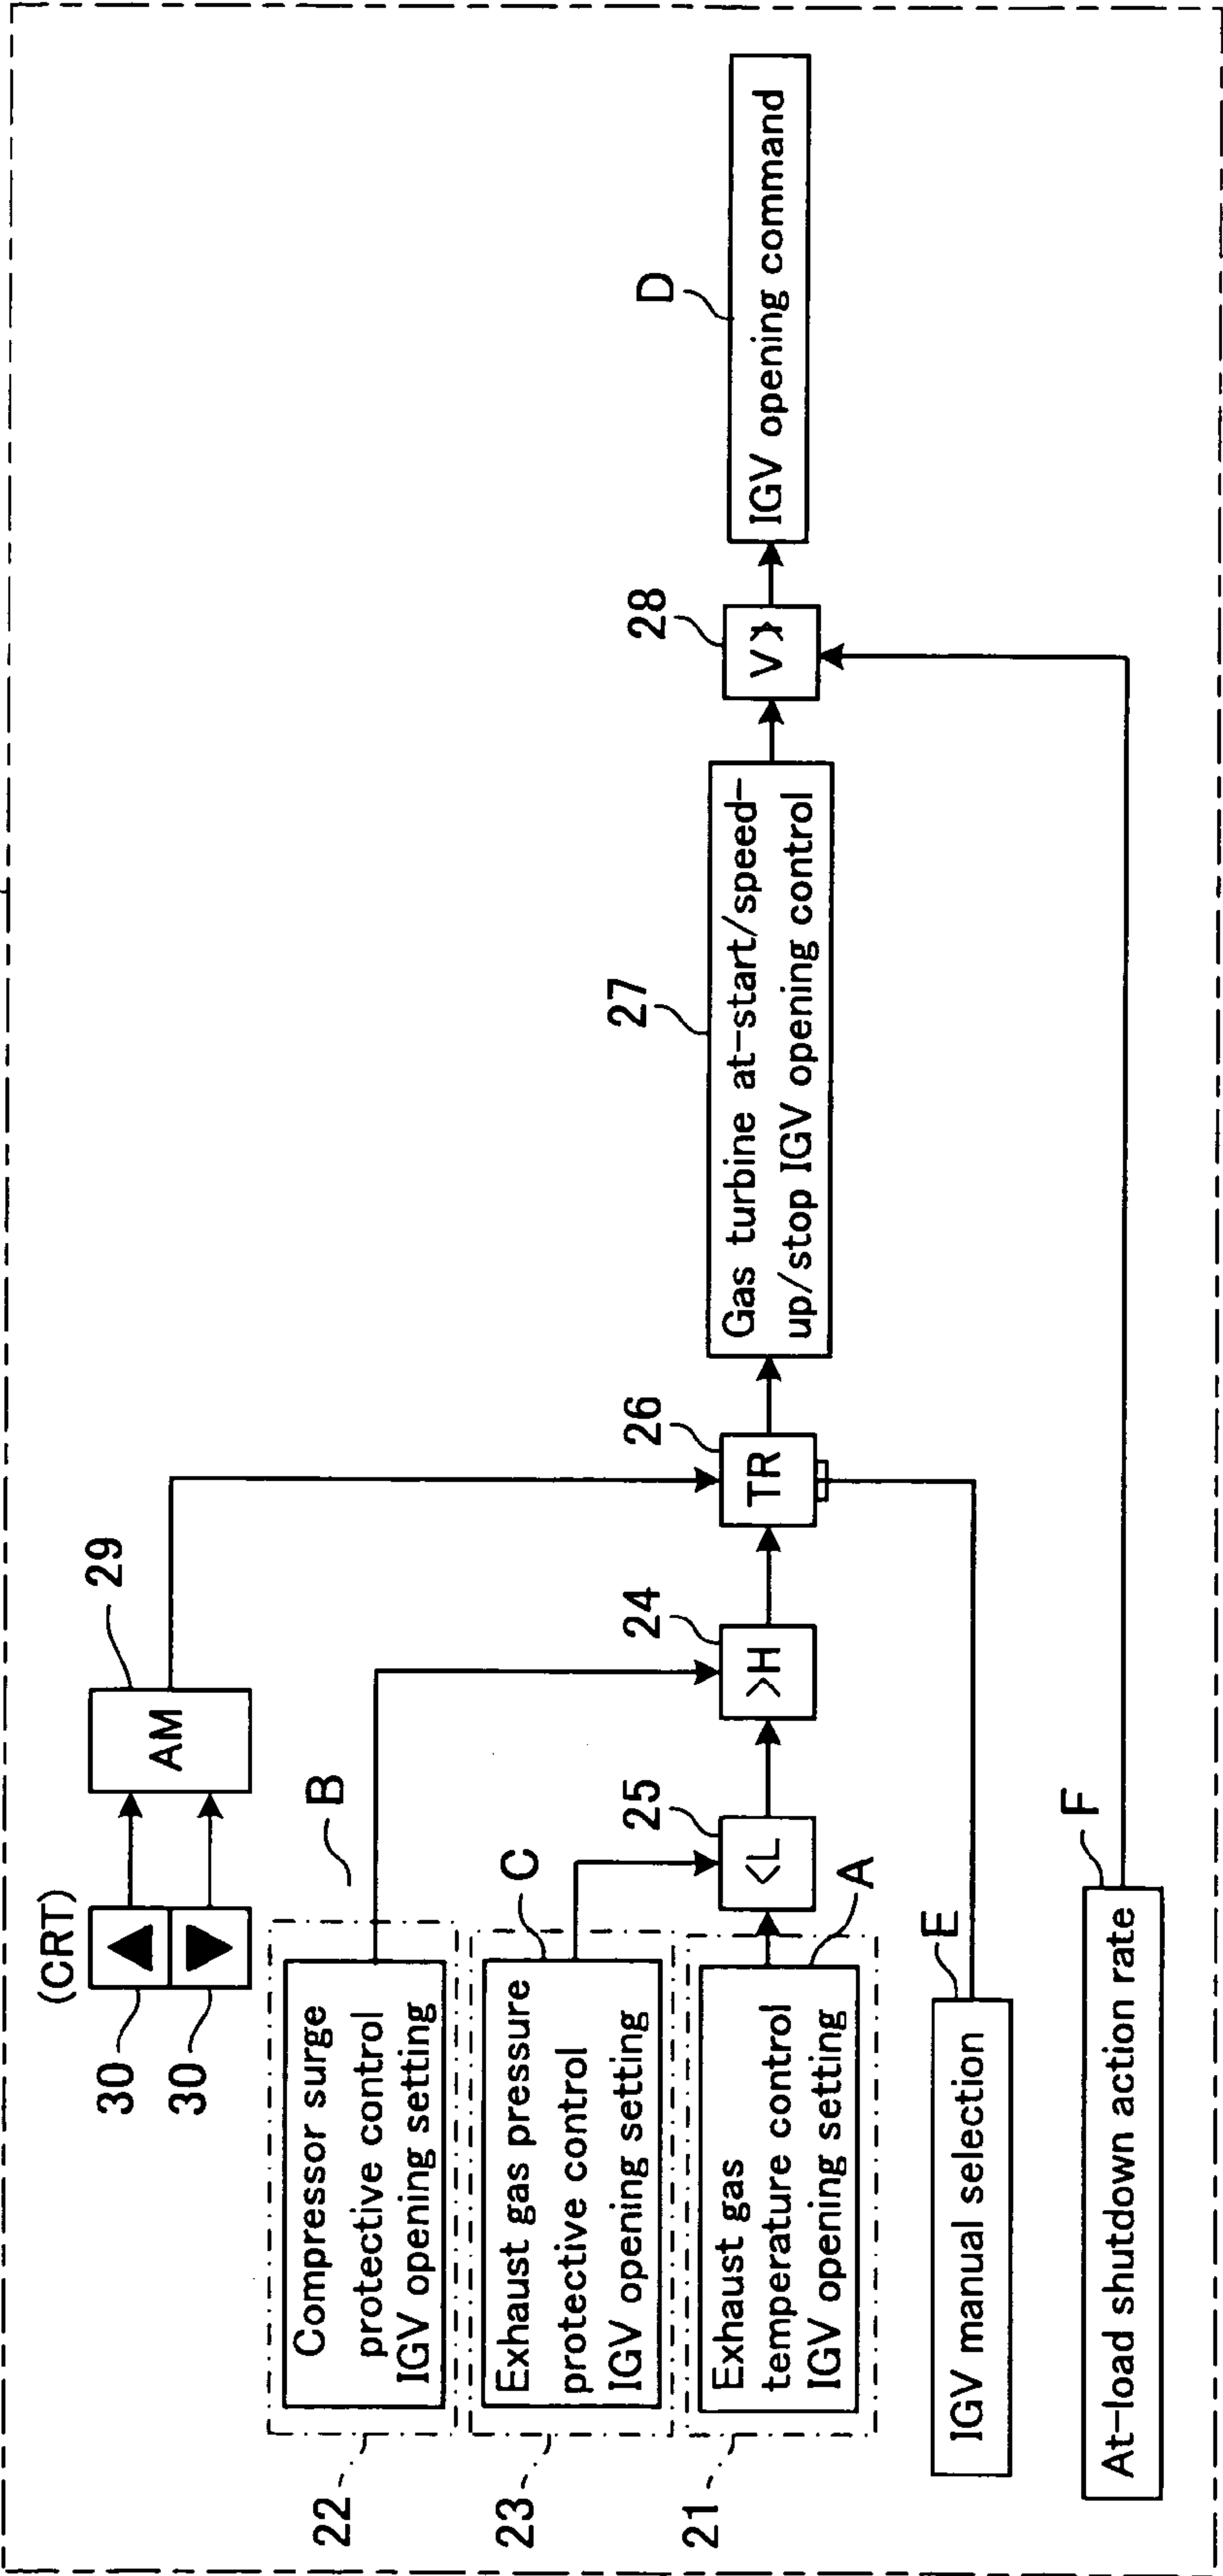 (CRT)
30
30
29
AM
22
Compressor surge
protective control
IGV opening setting
B
23
Exhaust gas pressure
protective control
IGV opening setting
C
21
Exhaust gas
temperature control
IGV opening setting
A
25
<L
24
>H
26
TR
27
Gas turbine at-start/speed-
up/stop IGV opening control
28
V
D
IGV opening command
E
IGV manual selection
F
At-load shutdown action rate